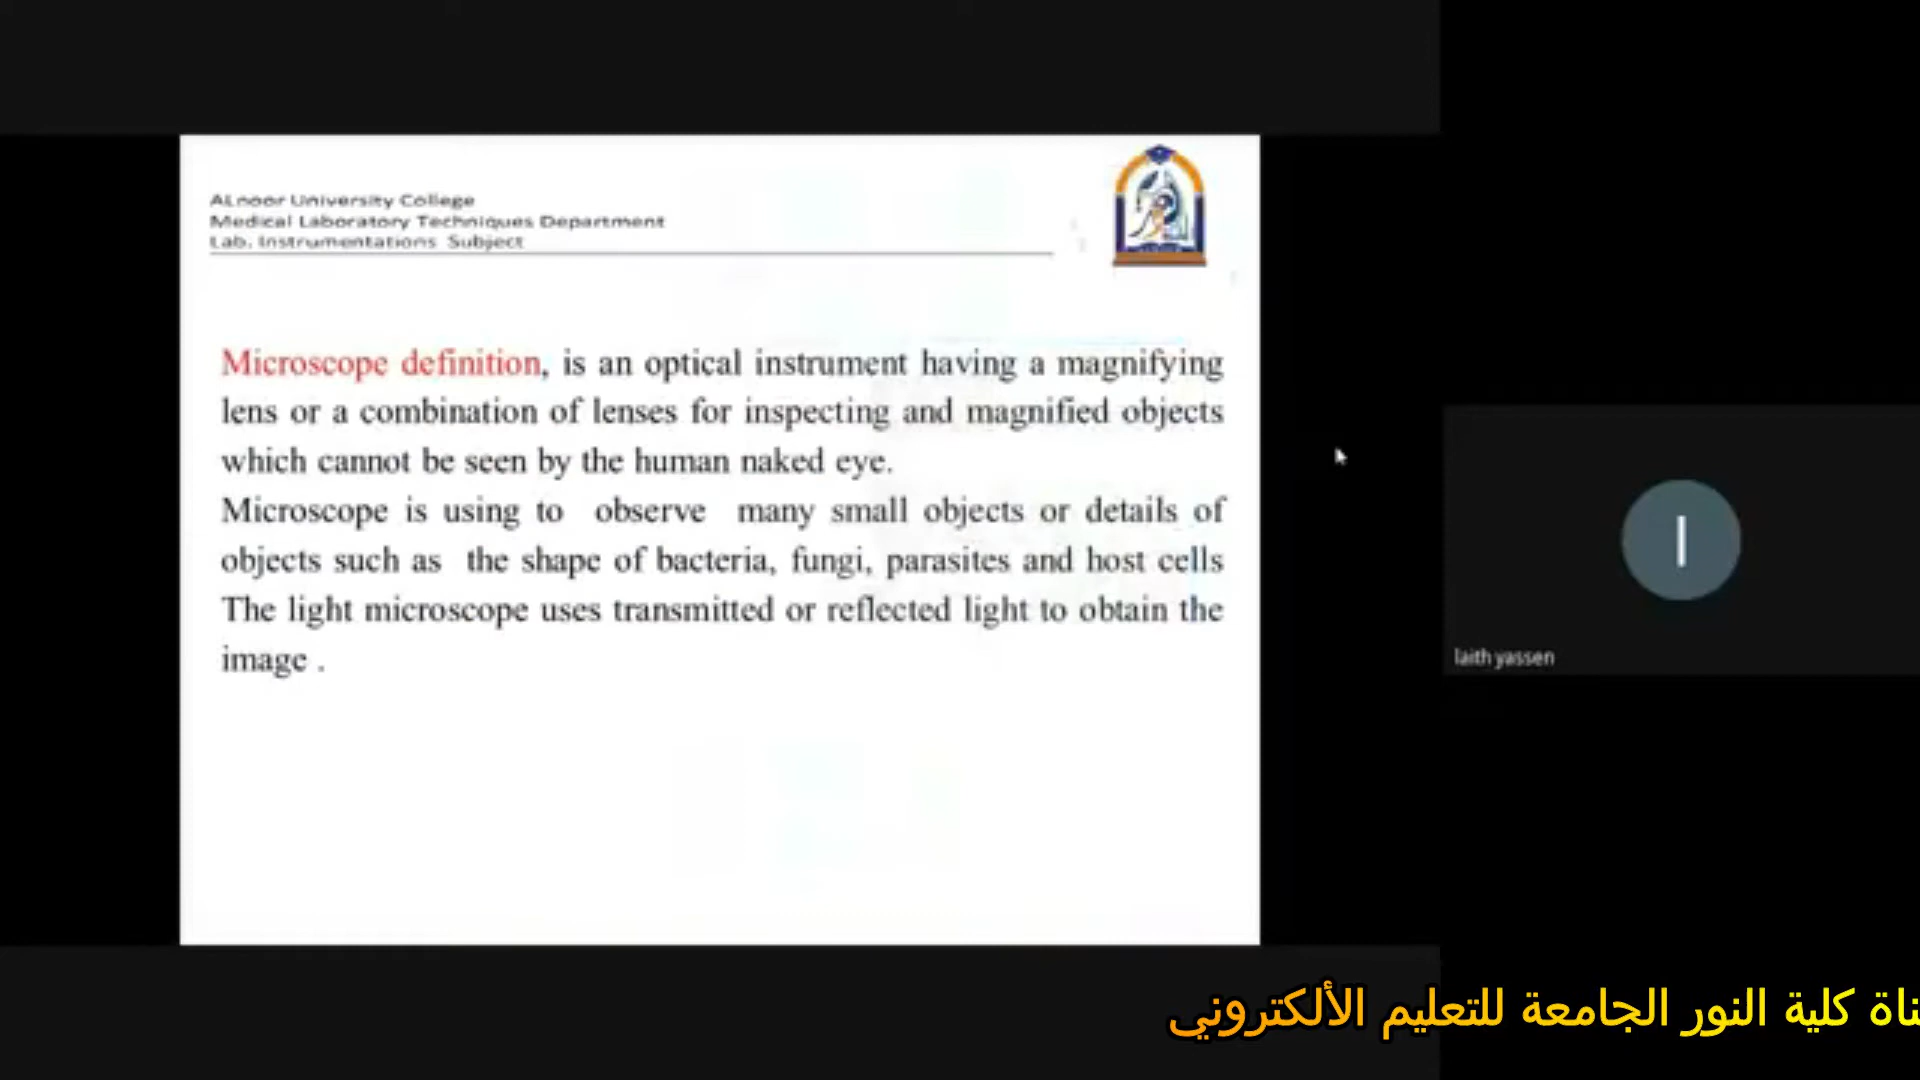 ALnoor University College
Medical Laboratory Techniques Department
Lab. Instrumentations Subject
Microscope definition, is an optical instrument having a magnifying
lens or a combination of lenses for inspecting and magnified objects
which cannot be seen by the human naked eye.
Microscope is using to observe many small objects or details of
objects such as the shape of bacteria, fungi, parasites and host cells
The light microscope uses transmitted or reflected light to obtain the
image .
l
laith yassen
كلية النور الجامعة للتعليم الألكتروني